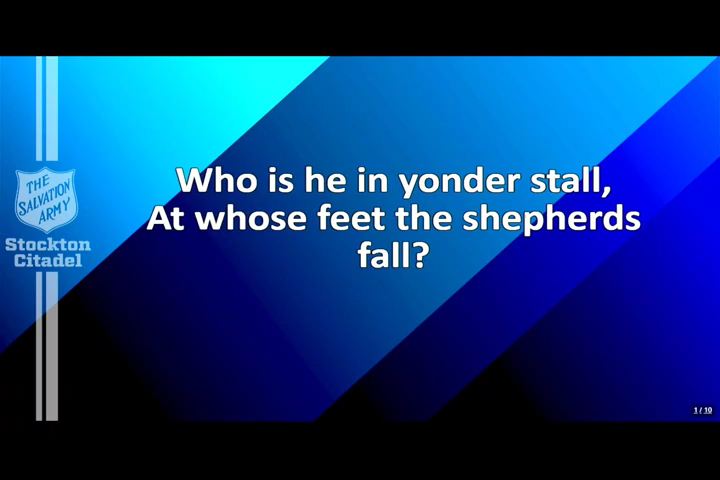 THE
SALVATION
ARMY
Stockton
Citadel
Who is he in yonder stall,
At whose feet the shepherds
fall?
1 / 10